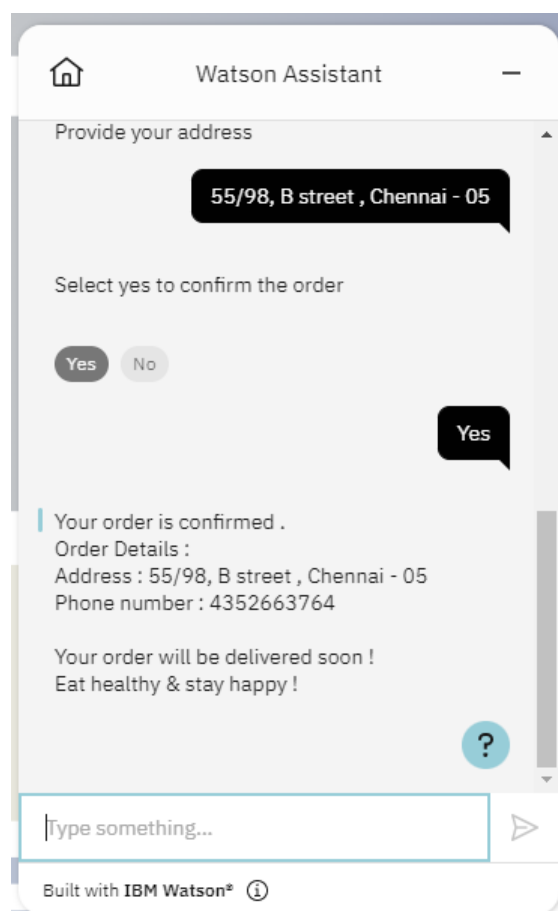 Watson Assistant
Provide your address
55/98, B street , Chennai - 05
Select yes to confirm the order
Yes No
Yes
Your order is confirmed .
Order Details :
Address : 55/98, B street , Chennai - 05
Phone number : 4352663764
Your order will be delivered soon !
Eat healthy & stay happy !
?
Type something...
Built with IBM Watson® i